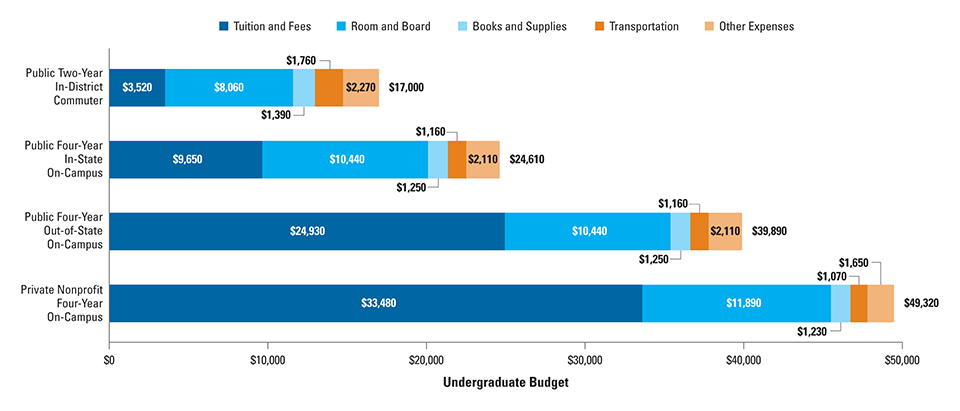 Tuition and Fees Room and Board Books and Supplies Transportation Other Expenses
Public Two-Year
In-District
Commuter
$1,760
$3,520 $8,060 $2,270 $17,000
$1,390
Public Four-Year
In-State
On-Campus
$1,160
$9,650 $10,440 $2,110 $24,610
$1,250
Public Four-Year
Out-of-State
On-Campus
$1,160
$24,930 $10,440 $2,110 $39,890
$1,250
Private Nonprofit
Four-Year
On-Campus
$1,650
$1,070
$33,480 $11,890 $49,320
$1,230
$0 $10,000 $20,000 $30,000 $40,000 $50,000
Undergraduate Budget